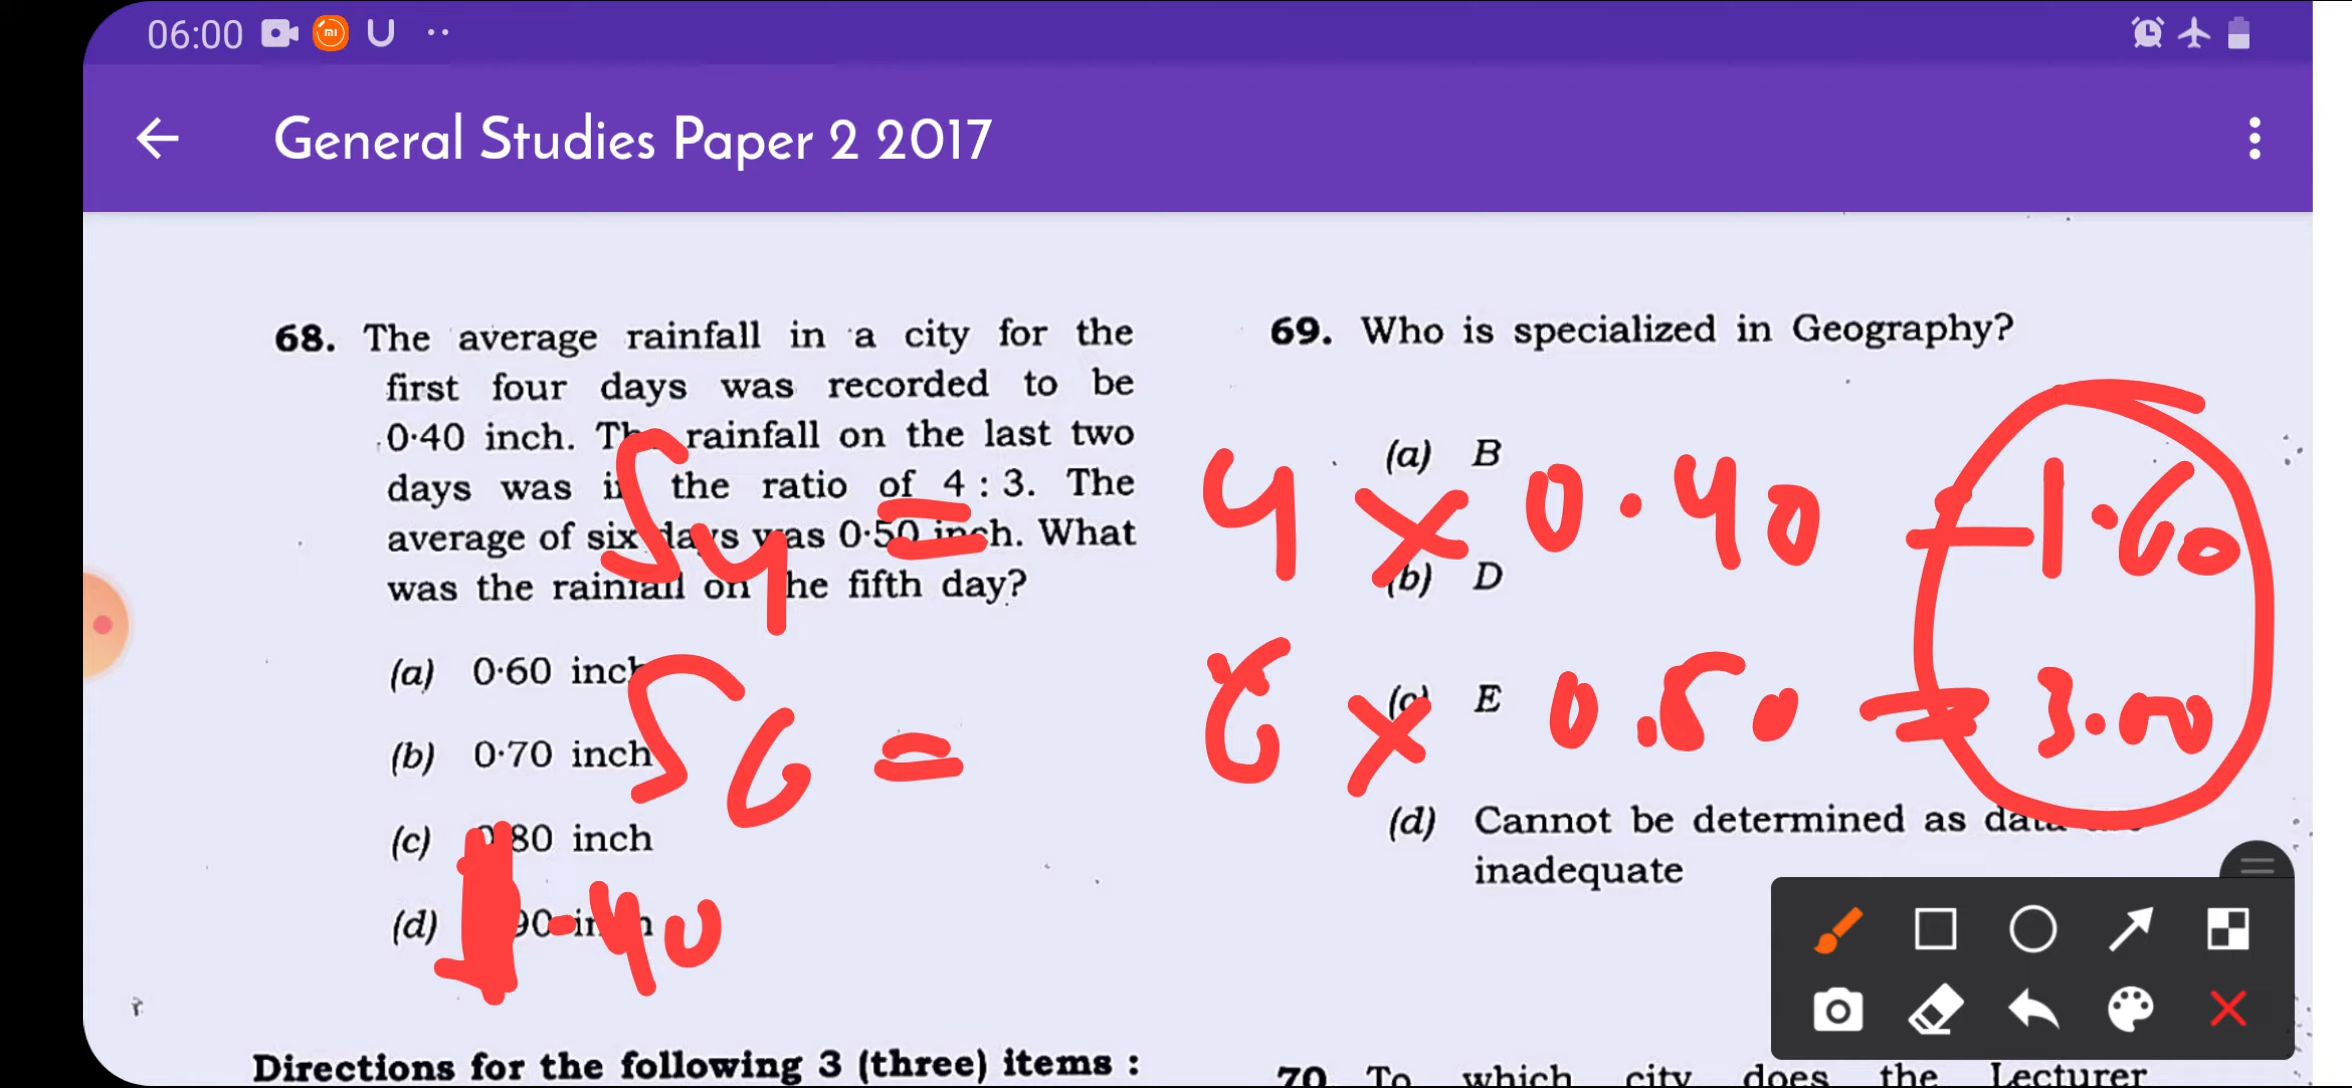 06:00
General Studies Paper 2 2017
68. The average rainfall in a city for the
first four days was recorded to be
0·40 inch. The rainfall on the last two
days was in the ratio of 4 : 3. The
average of six days was 0·50 inch. What
was the rainfall on the fifth day?
(a) 0·60 inch
(b) 0·70 inch
(c) 0·80 inch
(d) 0·90 inch
S4 =
S6 =
1.40
Directions for the following 3 (three) items :
69. Who is specialized in Geography?
(a) B
(b) D
(c) E
(d) Cannot be determined as data are
inadequate
4 × 0.40 = 1.60
6 × 0.50 = 3.00
70. To which city does the Lecturer